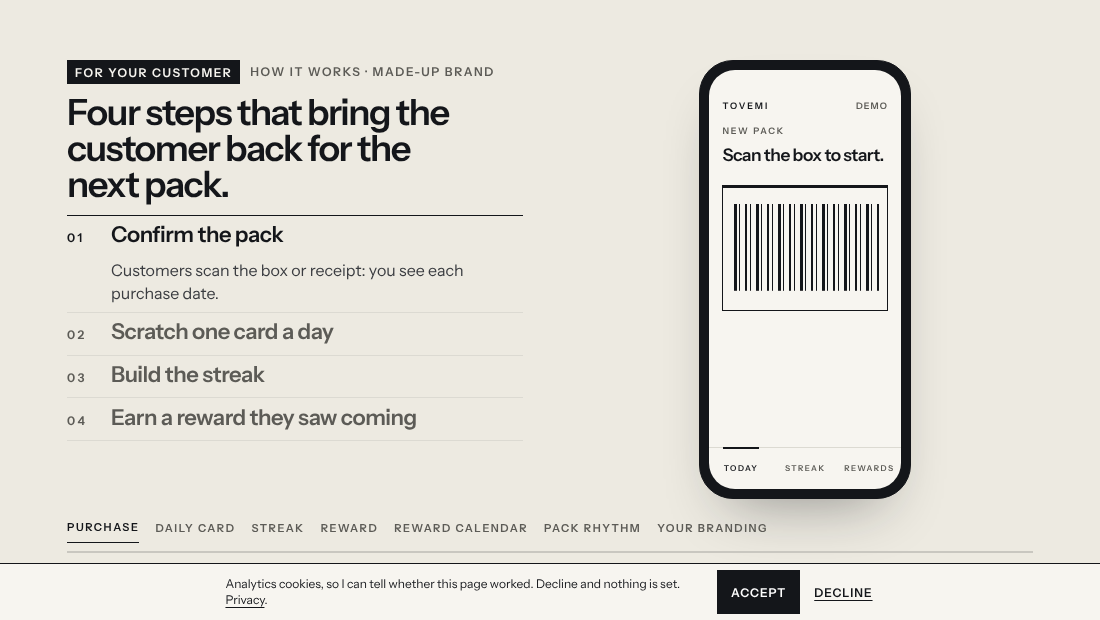 FOR YOUR CUSTOMER HOW IT WORKS · MADE-UP BRAND
Four steps that bring the
customer back for the
next pack.
01 Confirm the pack
Customers scan the box or receipt: you see each
purchase date.
02 Scratch one card a day
03 Build the streak
04 Earn a reward they saw coming
TOVEMI DEMO
NEW PACK
Scan the box to start.
TODAY STREAK REWARDS
PURCHASE DAILY CARD STREAK REWARD REWARD CALENDAR PACK RHYTHM YOUR BRANDING
Analytics cookies, so I can tell whether this page worked. Decline and nothing is set.
Privacy.
ACCEPT DECLINE